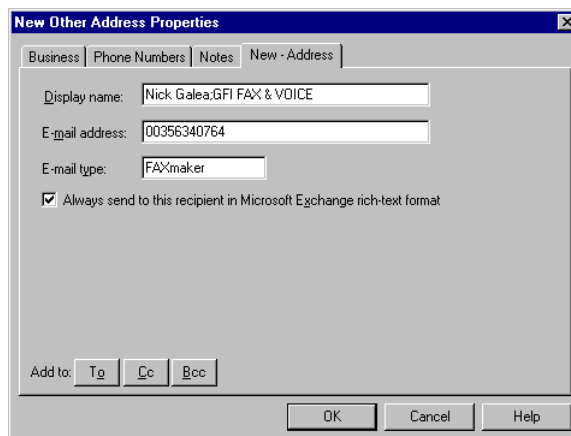 New Other Address Properties
Business Phone Numbers Notes New - Address
Display name: Nick Galea;GFI FAX & VOICE
E-mail address: 00356340764
E-mail type: FAXmaker
Always send to this recipient in Microsoft Exchange rich-text format
Add to: To Cc Bcc
OK Cancel Help